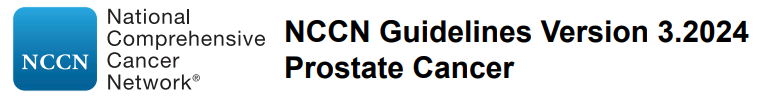 NCCN
National
Comprehensive
Cancer
Network®
NCCN Guidelines Version 3.2024
Prostate Cancer